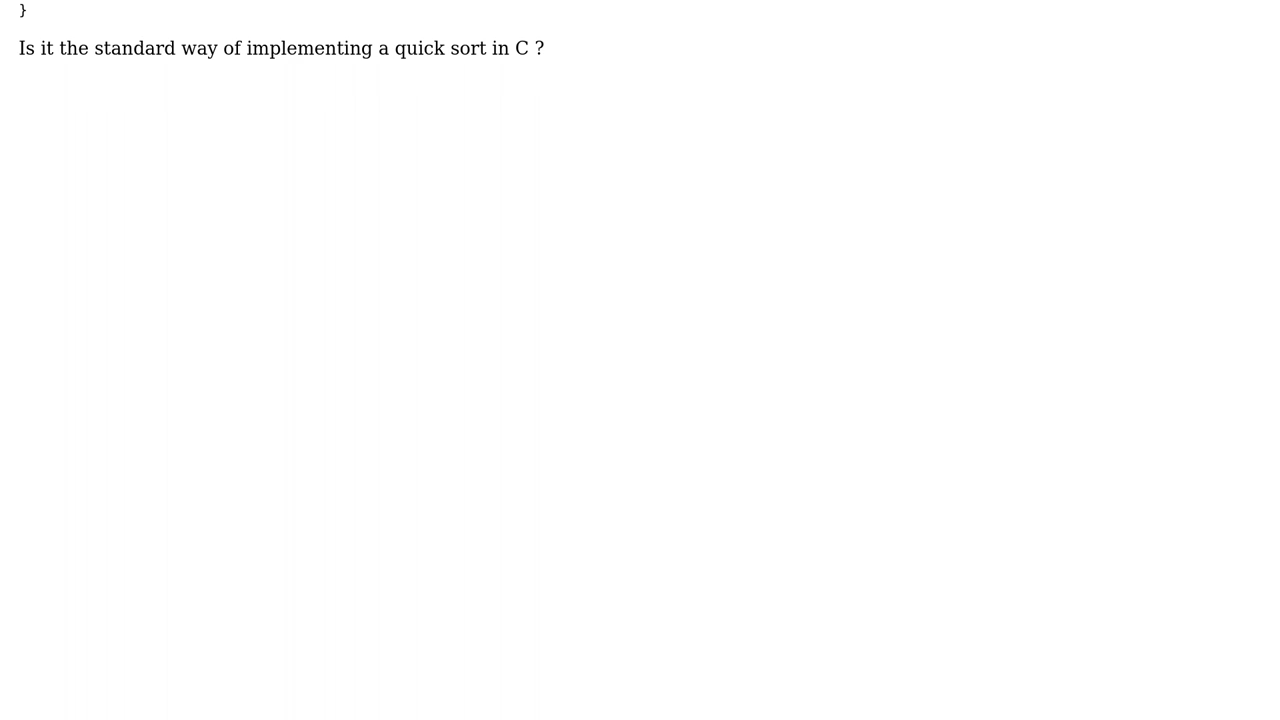 }
Is it the standard way of implementing a quick sort in C ?